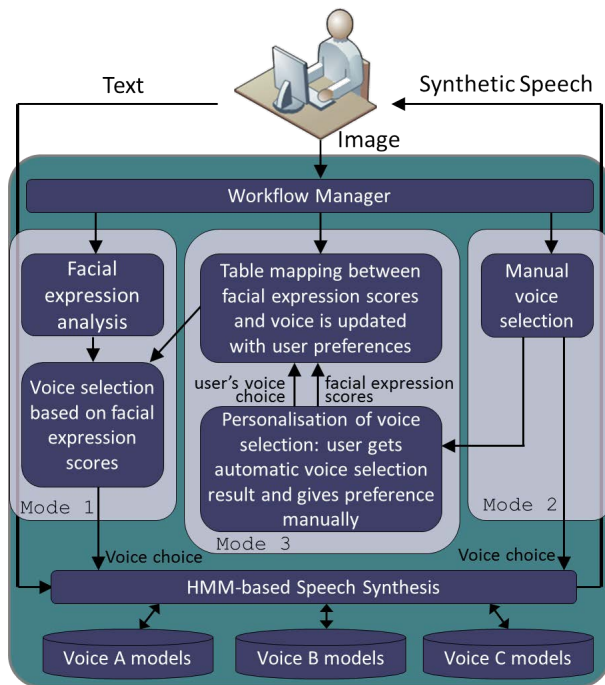 Text
Synthetic Speech
Image
Workflow Manager
Facial
expression
analysis
Table mapping between
facial expression scores
and voice is updated
with user preferences
Manual
voice
selection
Voice selection
based on facial
expression
scores
user's voice
choice
facial expression
scores
Personalisation of voice
selection: user gets
automatic voice selection
result and gives preference
manually
Mode 1
Mode 3
Mode 2
Voice choice
Voice choice
HMM-based Speech Synthesis
Voice A models
Voice B models
Voice C models